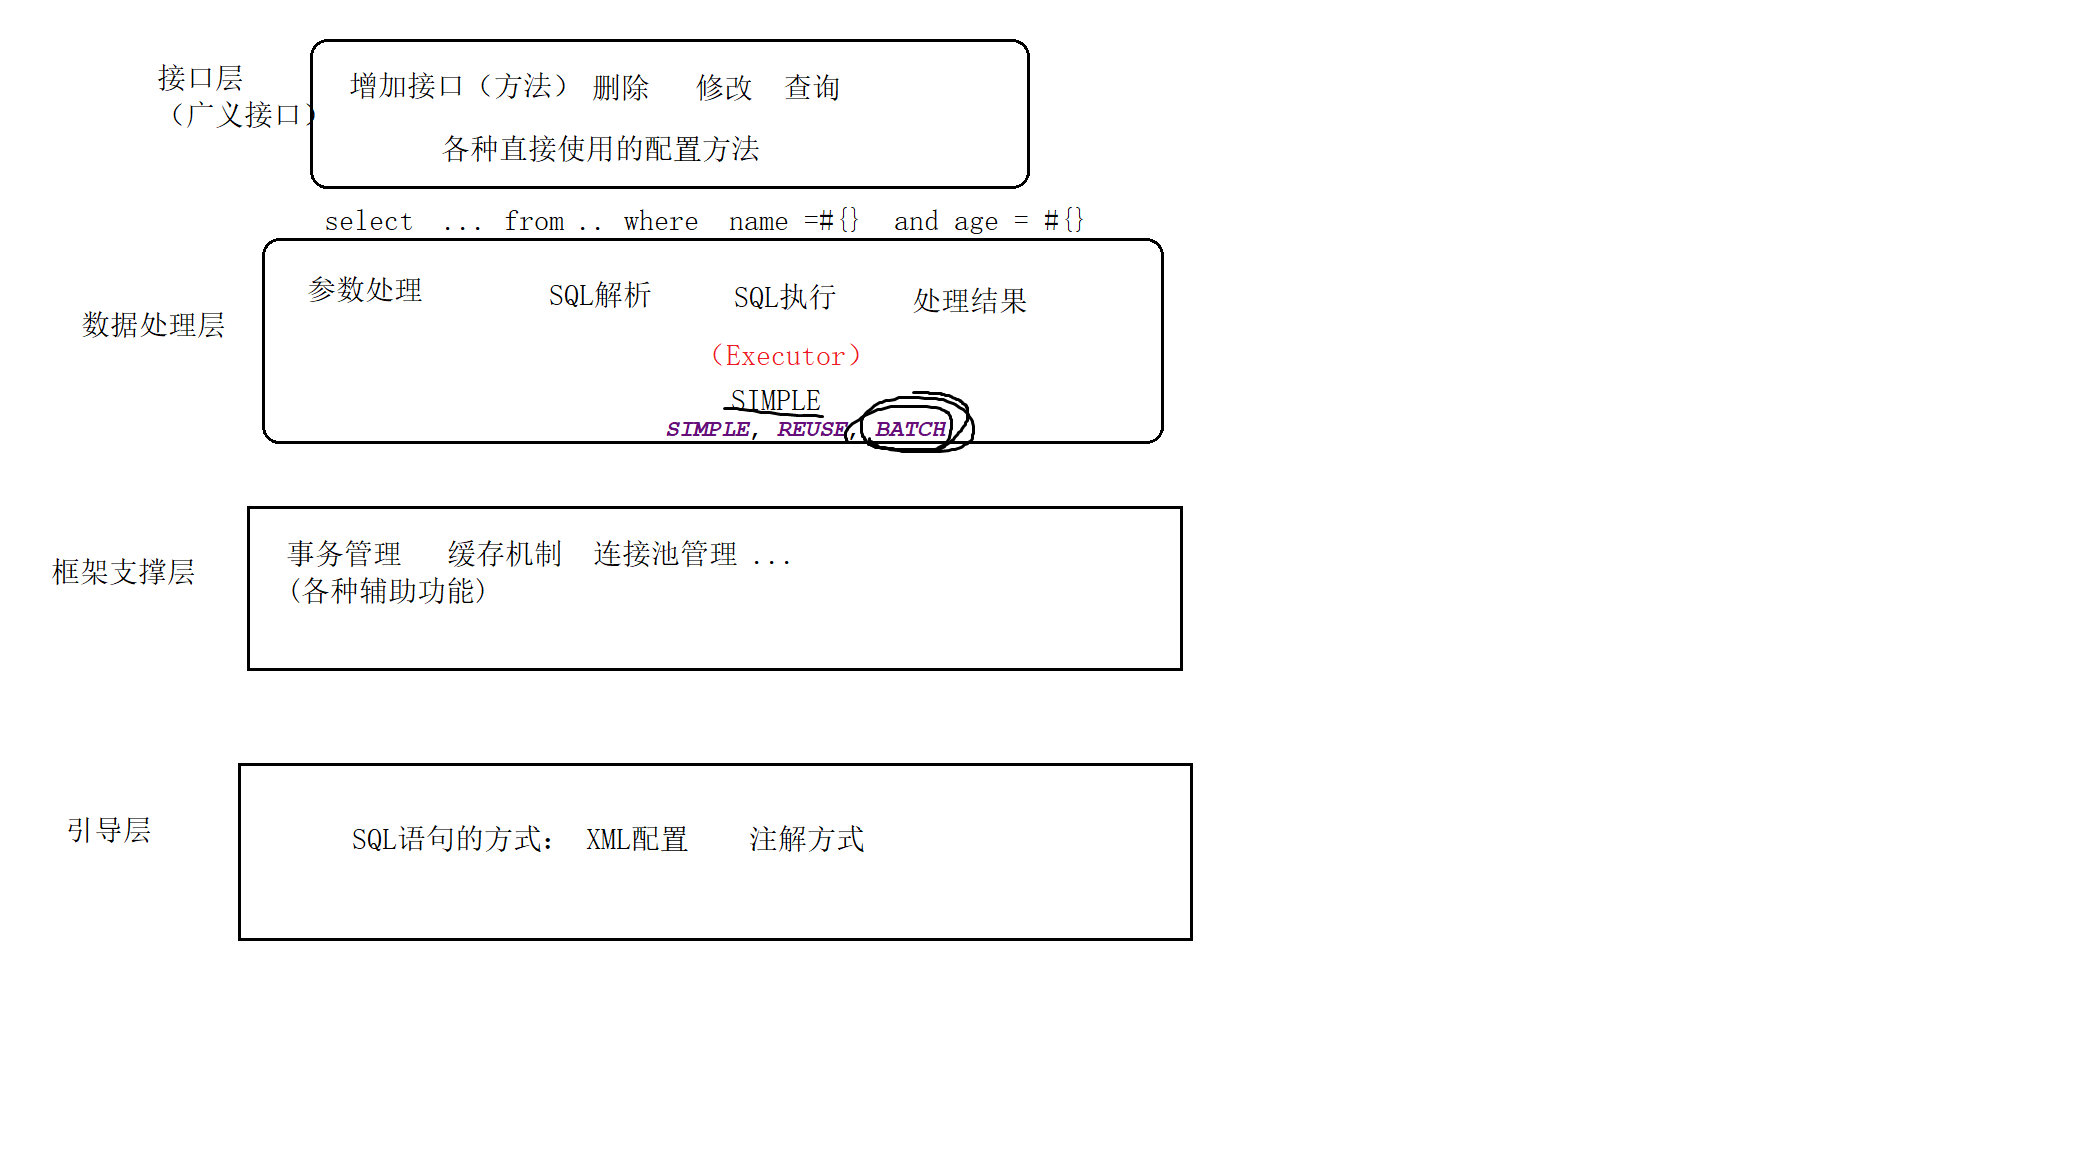 接口层
（广义接口）
增加接口（方法） 删除 修改 查询
各种直接使用的配置方法
select ... from .. where name =#{} and age = #{}
数据处理层
参数处理 SQL解析 SQL执行 处理结果
（Executor）
SIMPLE
SIMPLE, REUSE, BATCH
框架支撑层
事务管理 缓存机制 连接池管理 ...
(各种辅助功能)
引导层
SQL语句的方式： XML配置 注解方式